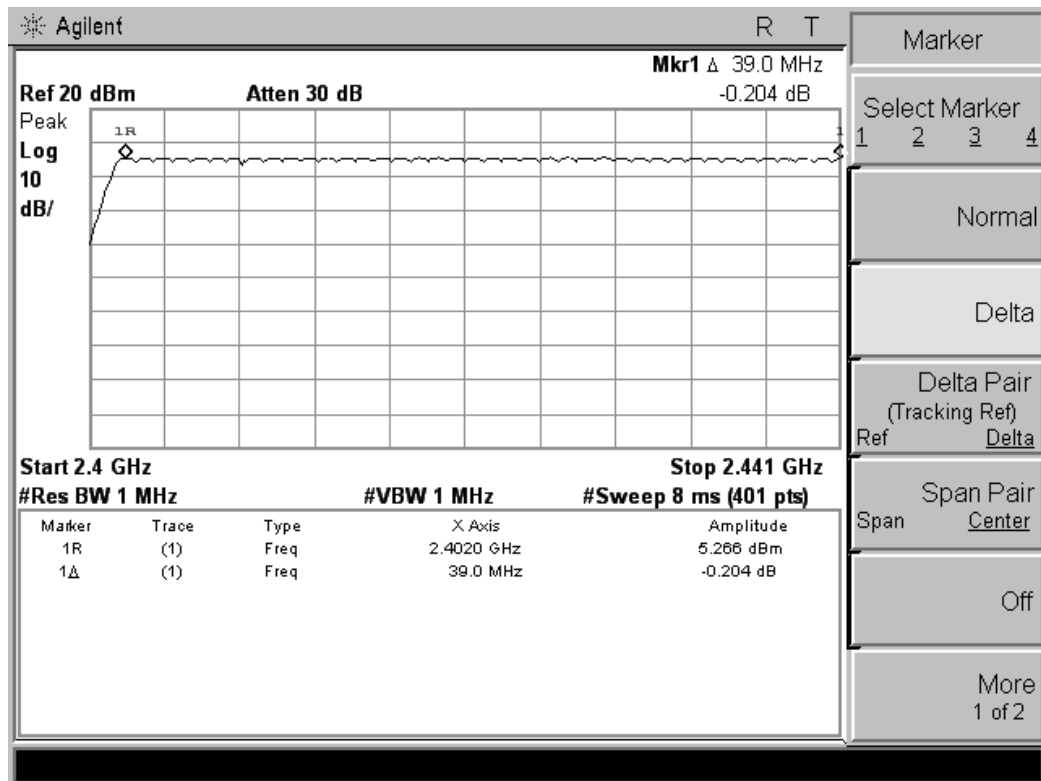 Agilent R T
Mkr1 Δ 39.0 MHz
Ref 20 dBm Atten 30 dB -0.204 dB
Peak
Log
10
dB/
1R
1
Start 2.4 GHz Stop 2.441 GHz
#Res BW 1 MHz #VBW 1 MHz #Sweep 8 ms (401 pts)
Marker Trace Type X Axis Amplitude
1R (1) Freq 2.4020 GHz 5.266 dBm
1Δ (1) Freq 39.0 MHz -0.204 dB
Marker
Select Marker
1 2 3 4
Normal
Delta
Delta Pair
(Tracking Ref)
Ref Delta
Span Pair
Span Center
Off
More
1 of 2